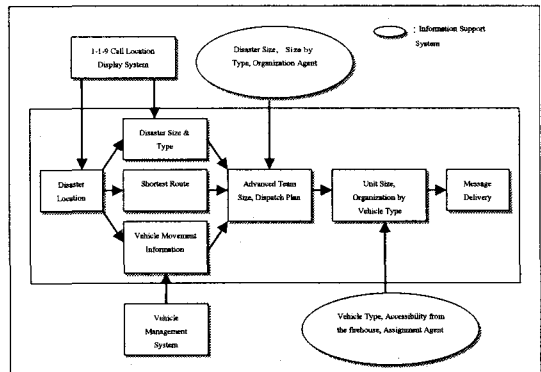 1-1-9 Call Location
Display System
Disaster Size, Size by
Type, Organization Agent
: Information Support
System
Disaster Size &
Type
Disaster
Location
Shortest Route
Advanced Team
Size, Dispatch Plan
Unit Size,
Organization by
Vehicle Type
Message
Delivery
Vehicle Movement
Information
Vehicle
Management
System
Vehicle Type, Accessibility from
the firehouse, Assignment Agent